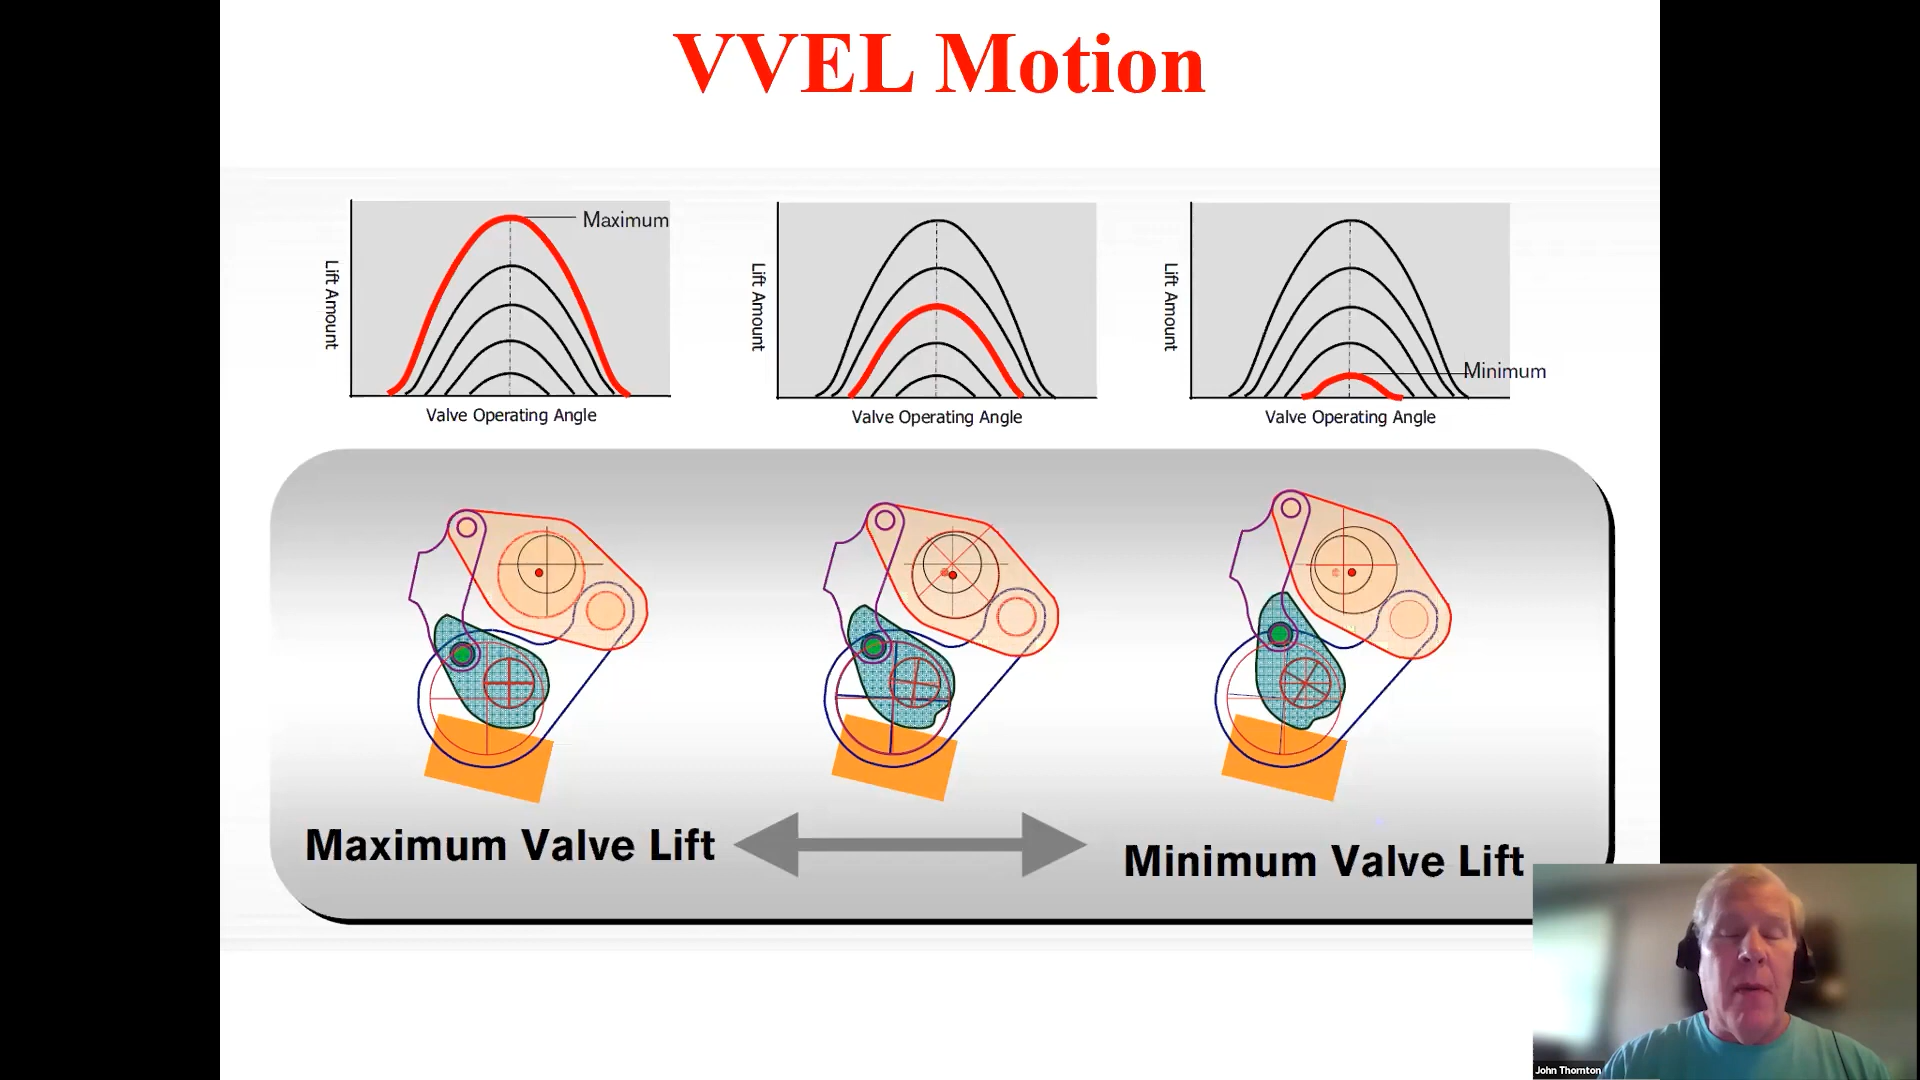 VVEL Motion
Maximum
Lift Amount
Valve Operating Angle
Lift Amount
Valve Operating Angle
Minimum
Lift Amount
Valve Operating Angle
Maximum Valve Lift
Minimum Valve Lift
John Thornton